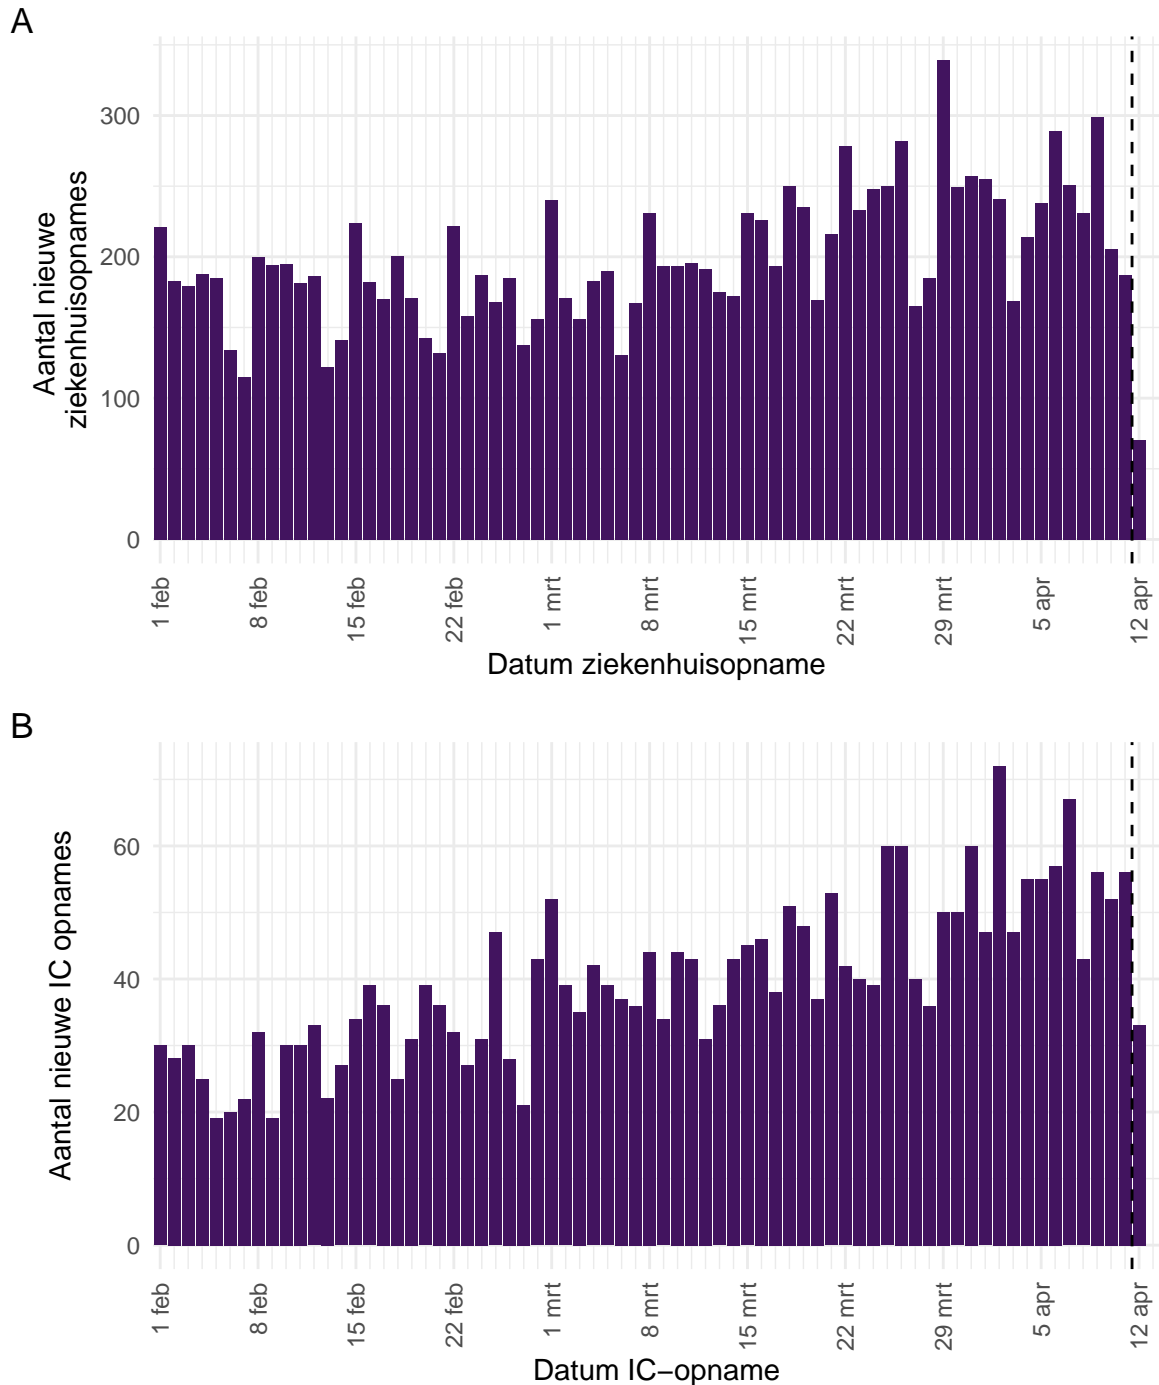 A
Aantal nieuwe
ziekenhuisopnames
300
200
100
0
1 feb
8 feb
15 feb
22 feb
1 mrt
8 mrt
15 mrt
22 mrt
29 mrt
5 apr
12 apr
Datum ziekenhuisopname
B
Aantal nieuwe IC opnames
60
40
20
0
1 feb
8 feb
15 feb
22 feb
1 mrt
8 mrt
15 mrt
22 mrt
29 mrt
5 apr
12 apr
Datum IC−opname